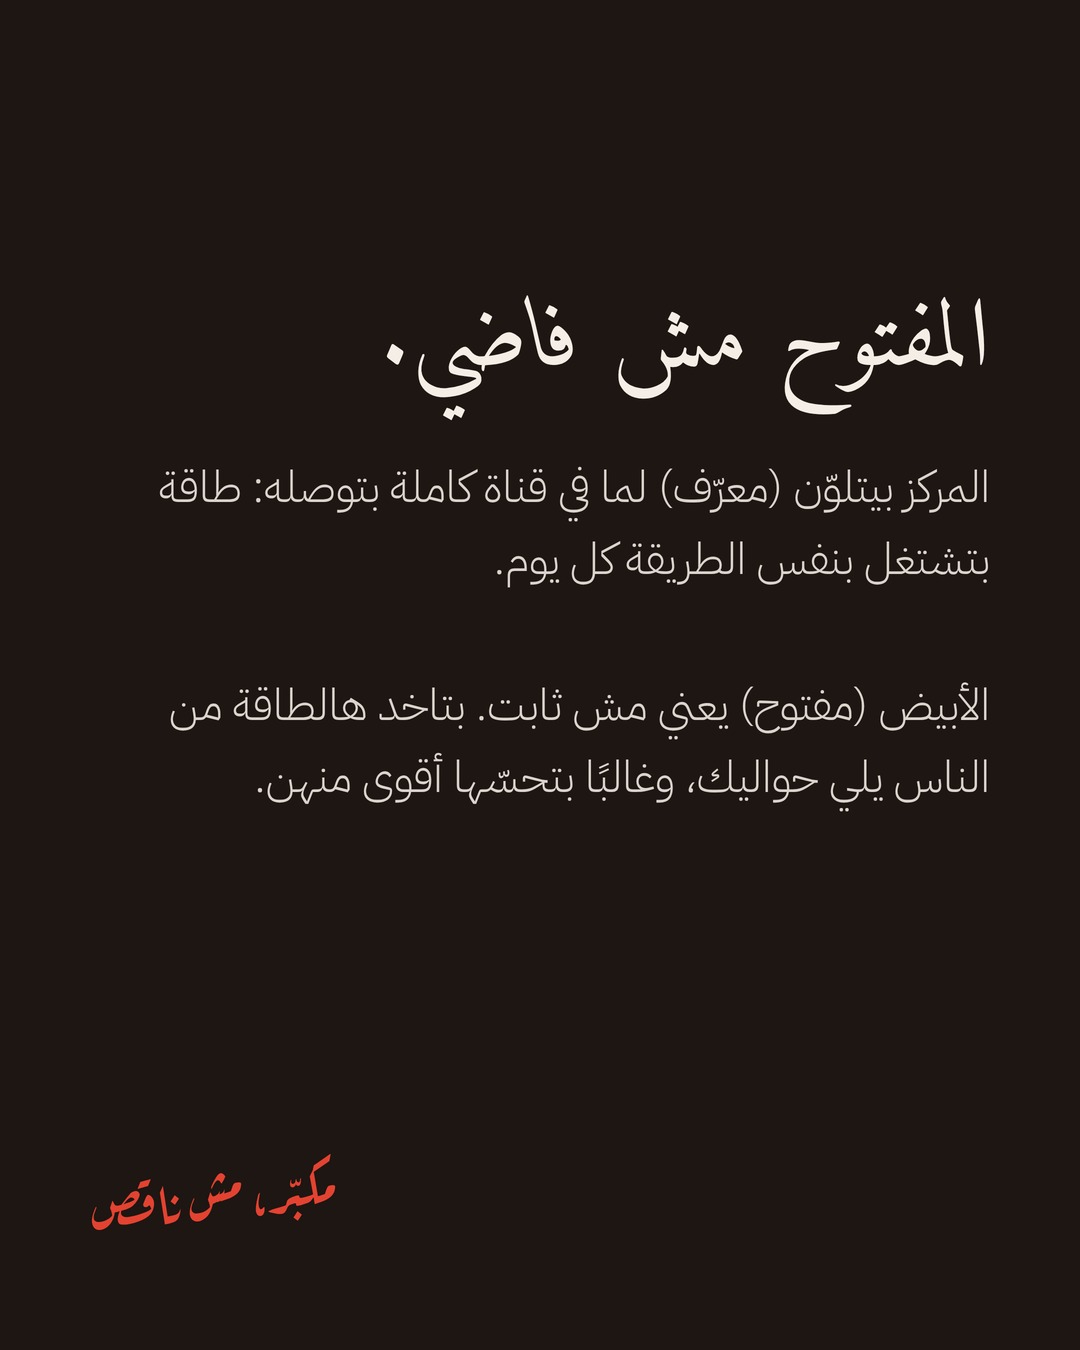 المفتوح مش فاضي.
المركز بيتلوّن (معرّف) لما في قناة كاملة بتوصله: طاقة
بتشتغل بنفس الطريقة كل يوم.
الأبيض (مفتوح) يعني مش ثابت. بتاخد هالطاقة من
الناس يلي حواليك، وغالبًا بتحسّها أقوى منهن.
مكبّر، مش ناقص